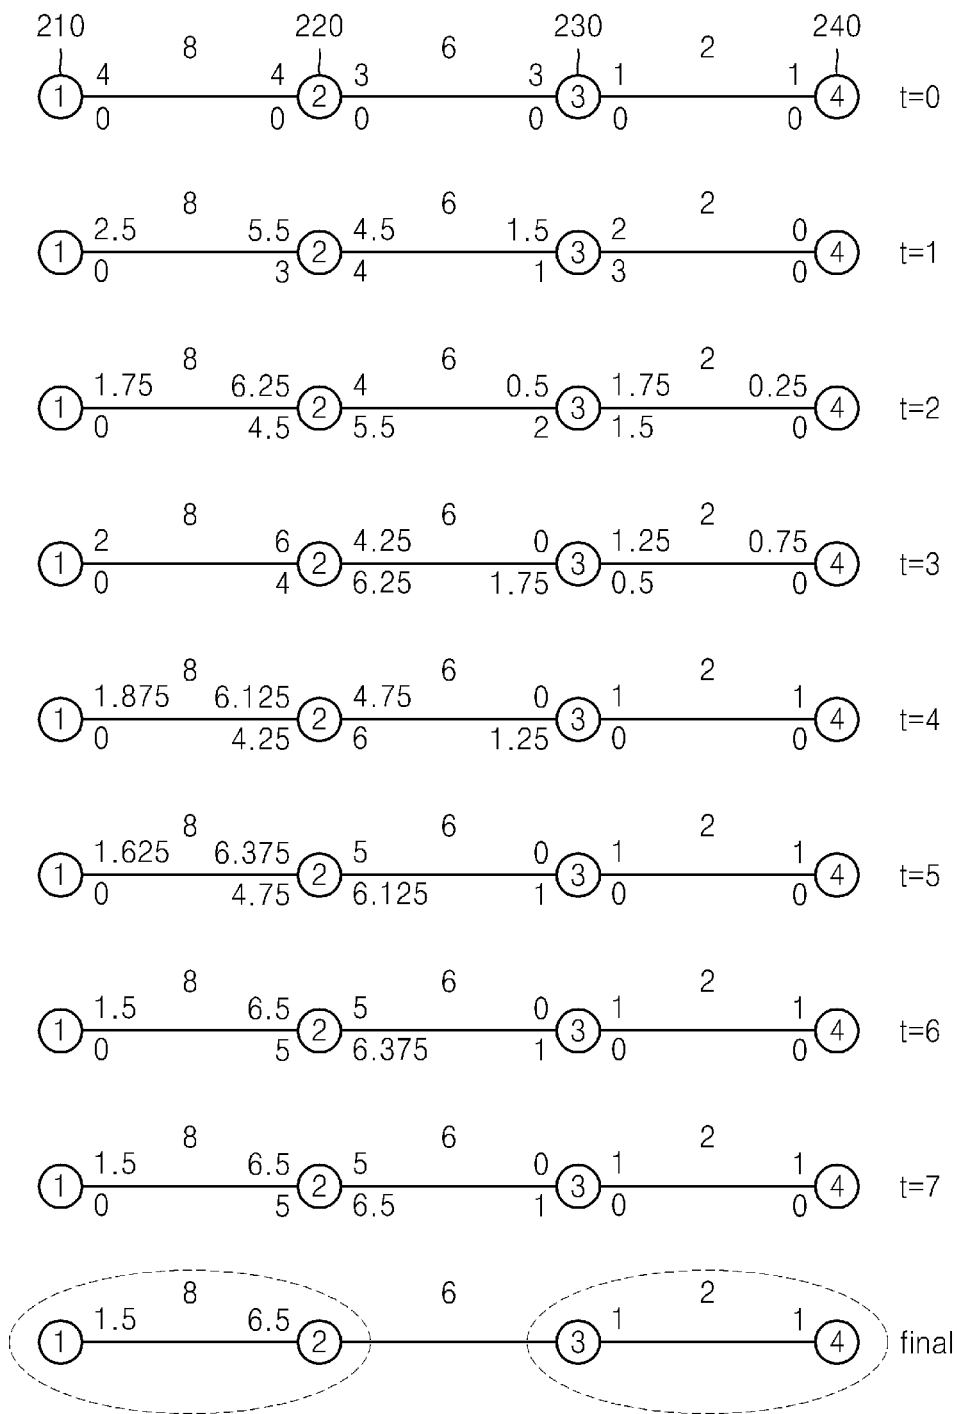 210 220 230 240
8 6 2
4 4 3 3 1 1
1 2 3 4 t=0
0 0 0 0 0 0
8 6 2
2.5 5.5 4.5 1.5 2 0
1 2 3 4 t=1
0 3 4 1 3 0
8 6 2
1.75 6.25 4 0.5 1.75 0.25
1 2 3 4 t=2
0 4.5 5.5 2 1.5 0
8 6 2
2 6 4.25 0 1.25 0.75
1 2 3 4 t=3
0 4 6.25 1.75 0.5 0
8 6 2
1.875 6.125 4.75 0 1 1
1 2 3 4 t=4
0 4.25 6 1.25 0 0
8 6 2
1.625 6.375 5 0 1 1
1 2 3 4 t=5
0 4.75 6.125 1 0 0
8 6 2
1.5 6.5 5 0 1 1
1 2 3 4 t=6
0 5 6.375 1 0 0
8 6 2
1.5 6.5 5 0 1 1
1 2 3 4 t=7
0 5 6.5 1 0 0
8 6 2
1.5 6.5 1 1
1 2 3 4 final